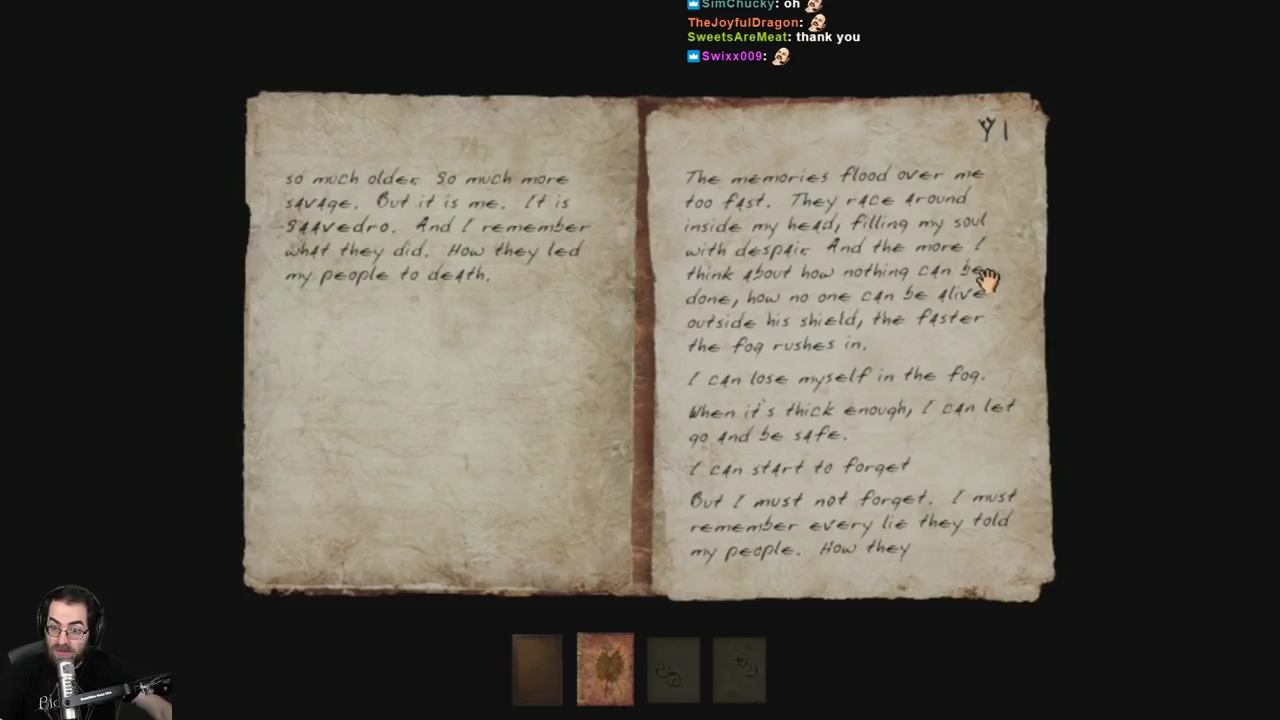 SimChucky: oh
TheJoyfulDragon:
SweetsAreMeat: thank you
Swixx009:
so much older. So much more
savage. But it is me. It is
Saavedro. And I remember
what they did. How they led
my people to death.
The memories flood over me
too fast. They race around
inside my head, filling my soul
with despair. And the more I
think about how nothing can be
done, how no one can be alive
outside his shield, the faster
the fog rushes in.
I can lose myself in the fog.
When it's thick enough, I can let
go and be safe.
I can start to forget
But I must not forget. I must
remember every lie they told
my people. How they